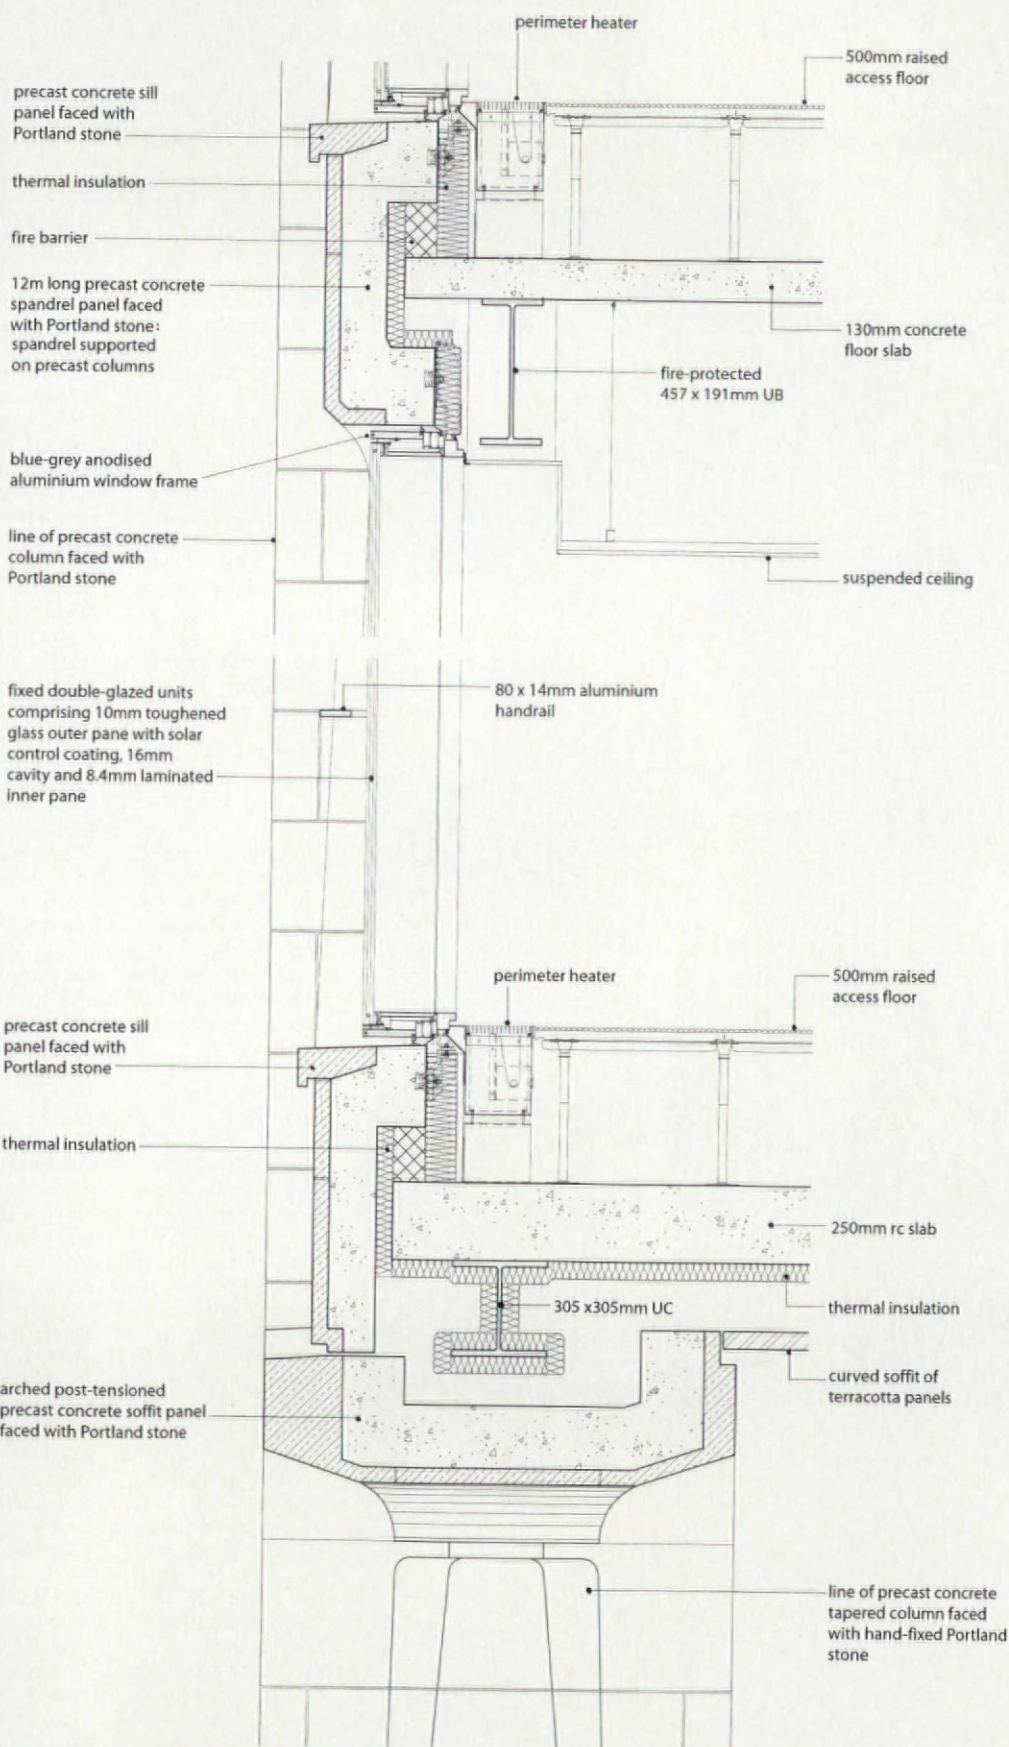 perimeter heater
500mm raised
access floor
precast concrete sill
panel faced with
Portland stone
thermal insulation
fire barrier
12m long precast concrete
spandrel panel faced
with Portland stone:
spandrel supported
on precast columns
130mm concrete
floor slab
fire-protected
457 x 191mm UB
blue-grey anodised
aluminium window frame
line of precast concrete
column faced with
Portland stone
suspended ceiling
fixed double-glazed units
comprising 10mm toughened
glass outer pane with solar
control coating, 16mm
cavity and 8.4mm laminated
inner pane
80 x 14mm aluminium
handrail
perimeter heater
500mm raised
access floor
precast concrete sill
panel faced with
Portland stone
thermal insulation
250mm rc slab
305 x305mm UC
thermal insulation
curved soffit of
terracotta panels
arched post-tensioned
precast concrete soffit panel
faced with Portland stone
line of precast concrete
tapered column faced
with hand-fixed Portland
stone